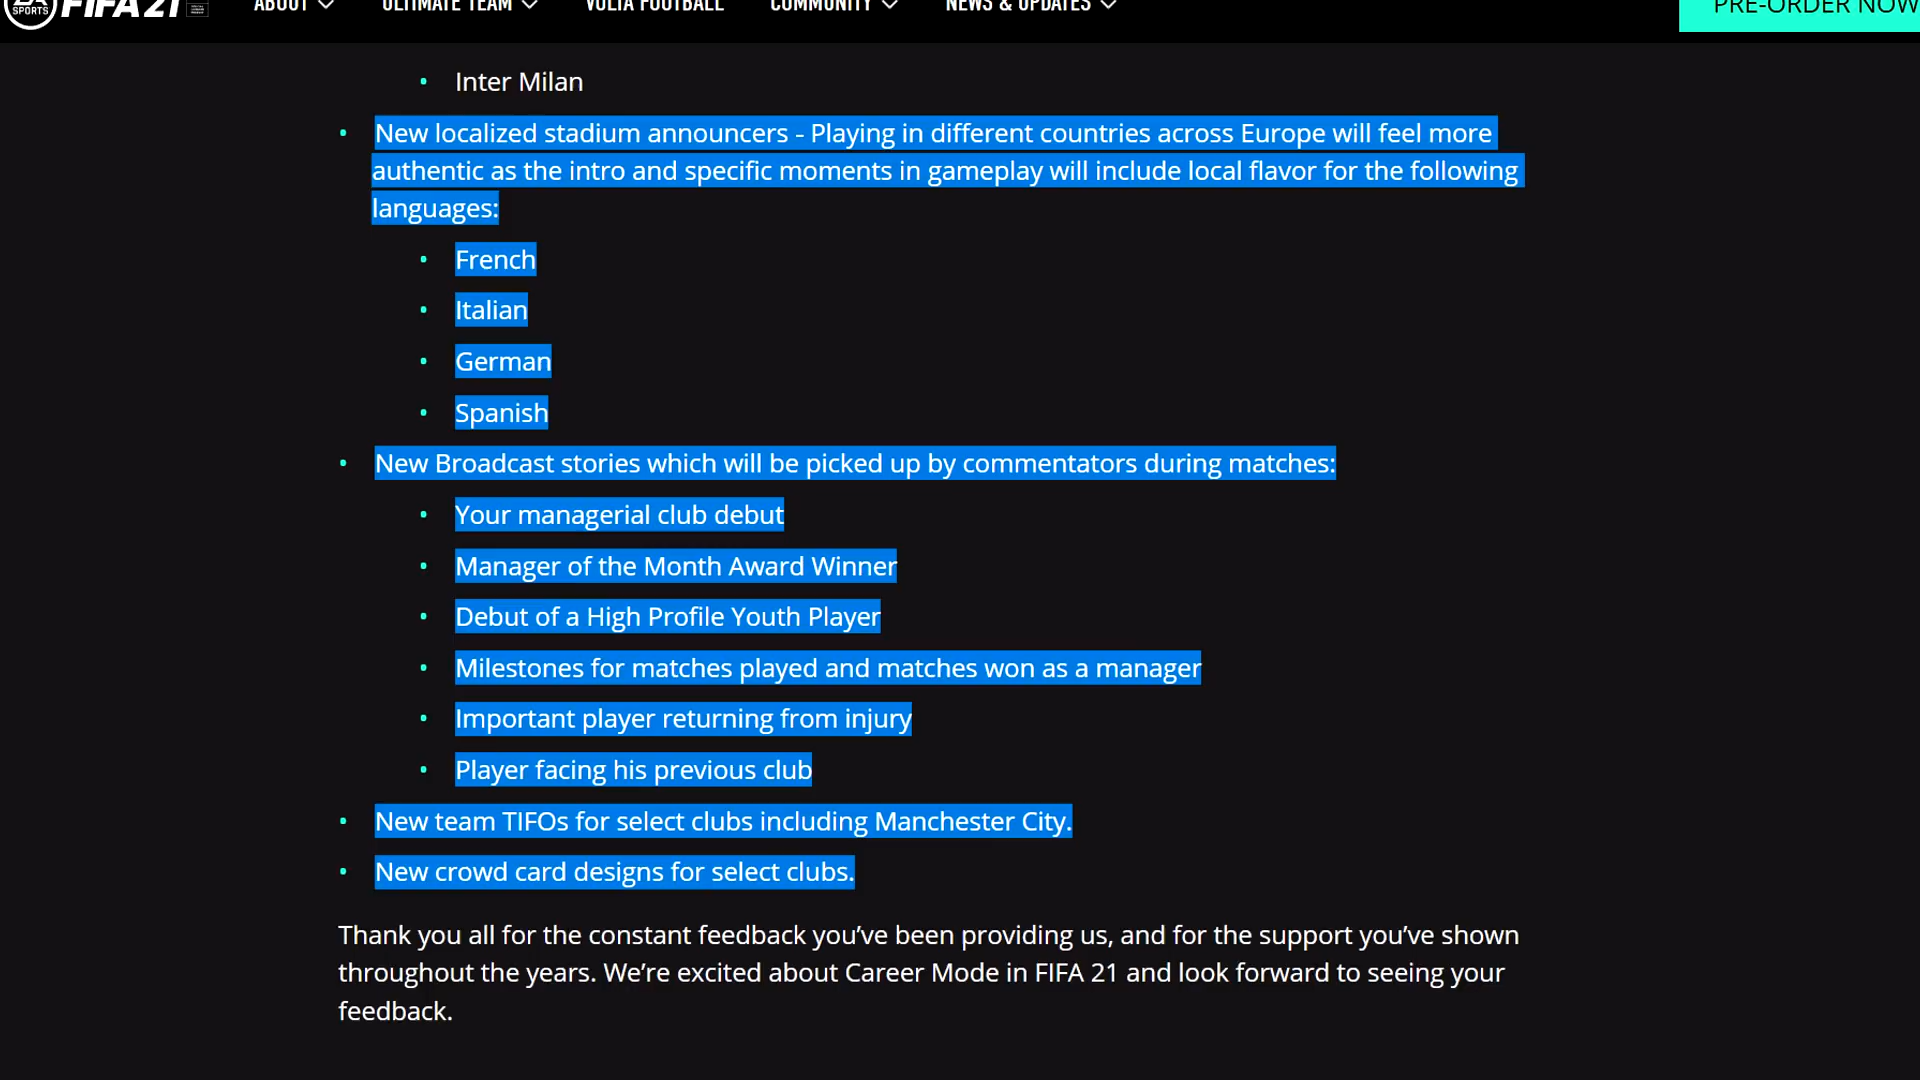 EA SPORTS FIFA 21 ABOUT ULTIMATE TEAM VOLTA FOOTBALL COMMUNITY NEWS & UPDATES PRE-ORDER NOW
• Inter Milan
• New localized stadium announcers - Playing in different countries across Europe will feel more
authentic as the intro and specific moments in gameplay will include local flavor for the following
languages:
• French
• Italian
• German
• Spanish
• New Broadcast stories which will be picked up by commentators during matches:
• Your managerial club debut
• Manager of the Month Award Winner
• Debut of a High Profile Youth Player
• Milestones for matches played and matches won as a manager
• Important player returning from injury
• Player facing his previous club
• New team TIFOs for select clubs including Manchester City.
• New crowd card designs for select clubs.
Thank you all for the constant feedback you’ve been providing us, and for the support you’ve shown
throughout the years. We’re excited about Career Mode in FIFA 21 and look forward to seeing your
feedback.